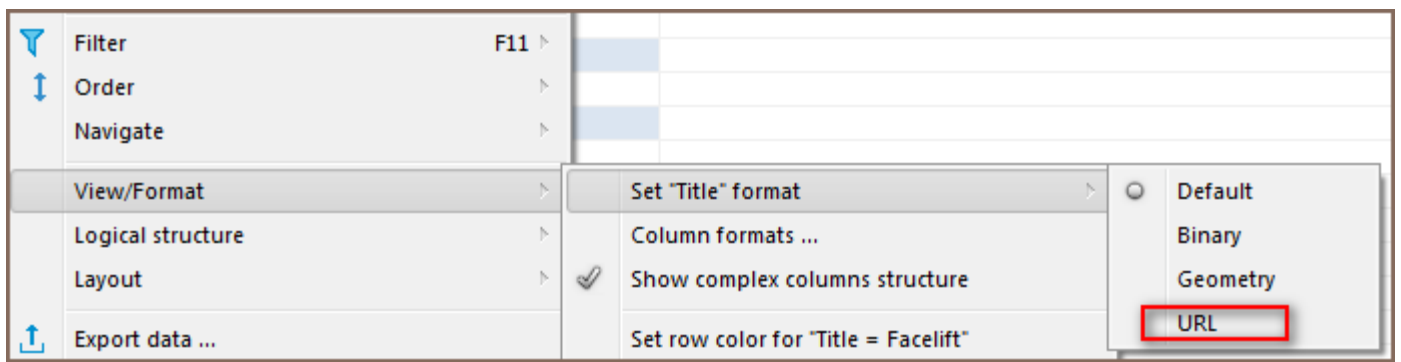 Filter F11
Order
Navigate
View/Format
Logical structure
Layout
Export data ...
Set "Title" format
Column formats ...
Show complex columns structure
Set row color for "Title = Facelift"
Default
Binary
Geometry
URL